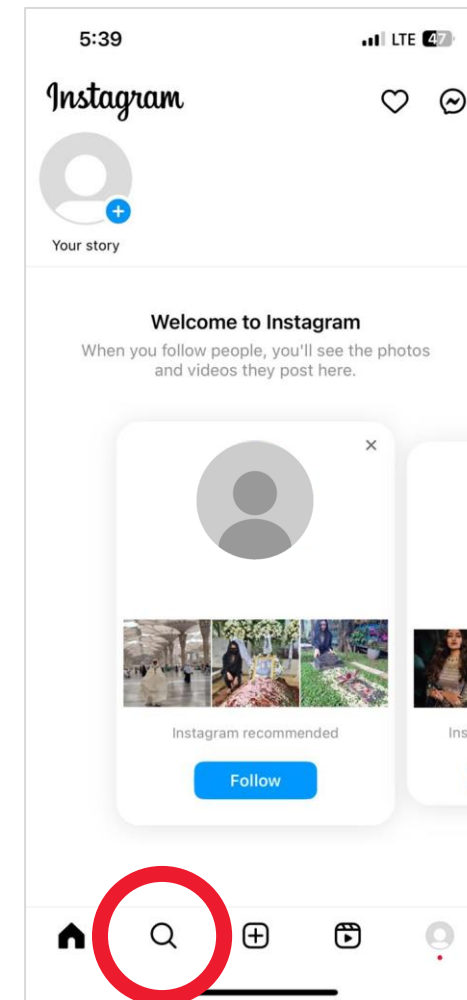 5:39
LTE 47
Instagram
Your story
Welcome to Instagram
When you follow people, you'll see the photos
and videos they post here.
Instagram recommended
Ins
Follow